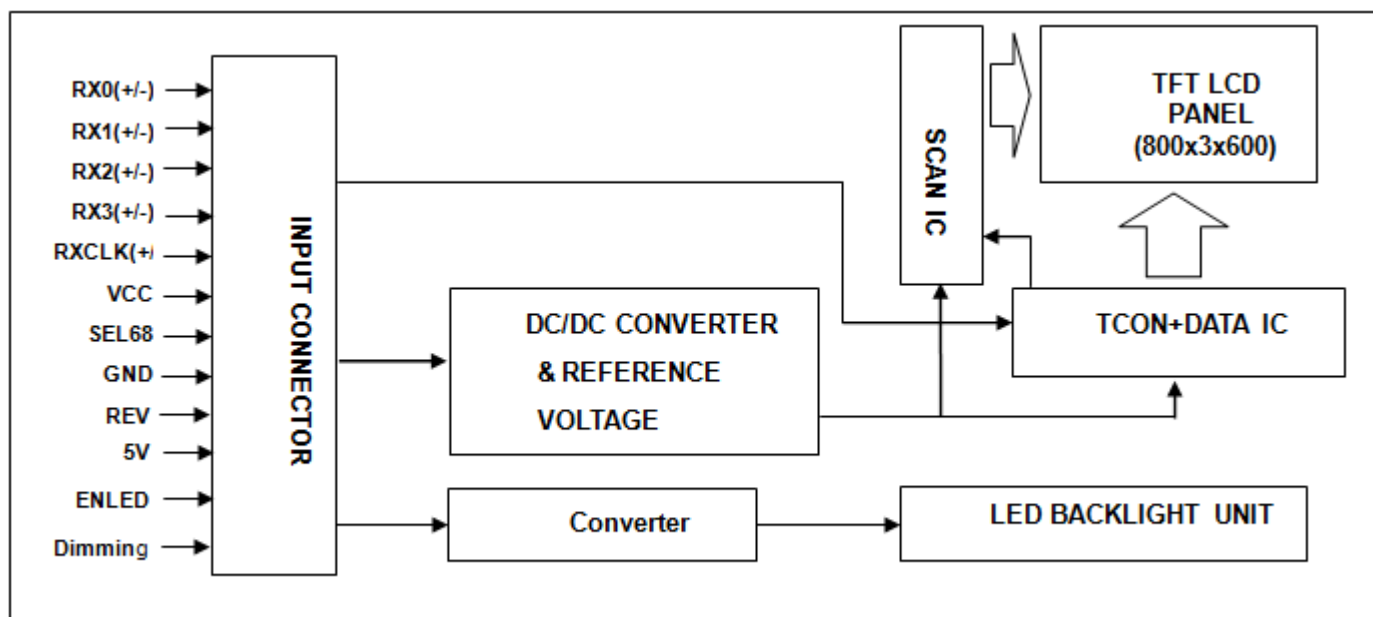 RX0(+/-)
RX1(+/-)
RX2(+/-)
RX3(+/-)
RXCLK(+/
VCC
SEL68
GND
REV
5V
ENLED
Dimming
INPUT CONNECTOR
DC/DC CONVERTER
& REFERENCE
VOLTAGE
Converter
SCAN IC
TFT LCD
PANEL
(800x3x600)
TCON+DATA IC
LED BACKLIGHT UNIT